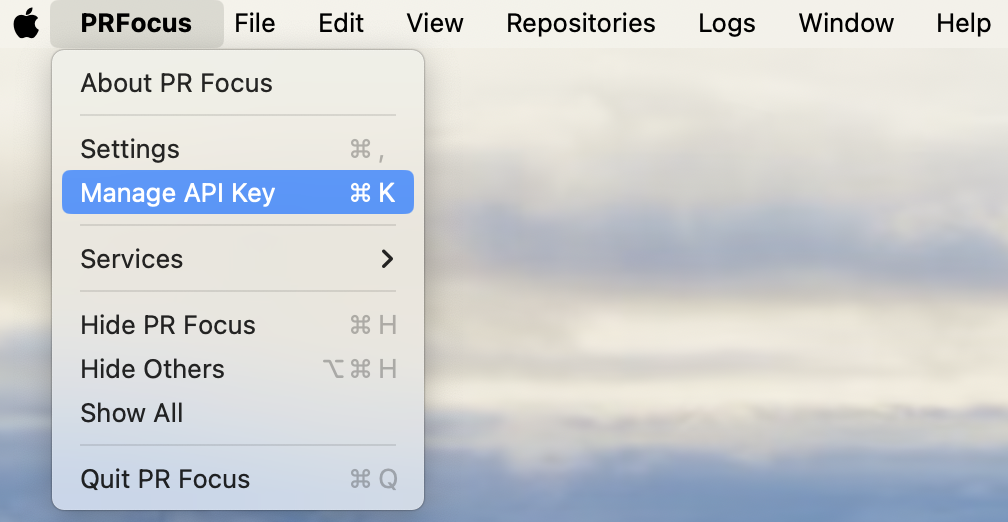 PRFocus File Edit View Repositories Logs Window Help
About PR Focus
Settings ⌘ ,
Manage API Key ⌘ K
Services
Hide PR Focus ⌘ H
Hide Others ⌥ ⌘ H
Show All
Quit PR Focus ⌘ Q